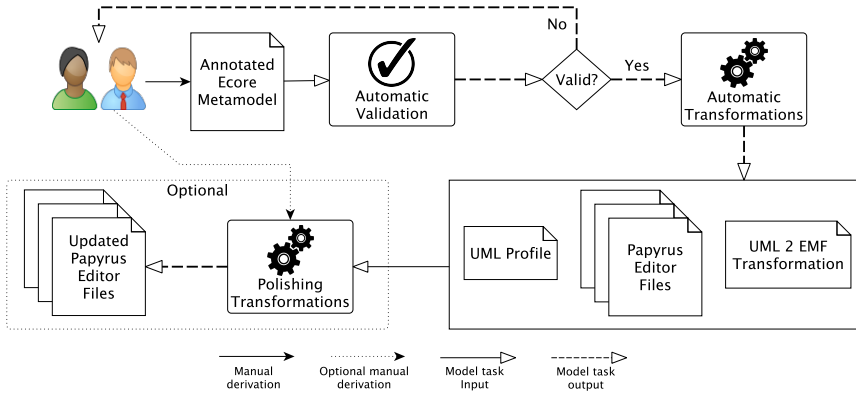 No
Annotated
Ecore
Metamodel
Automatic
Validation
Valid?
Yes
Automatic
Transformations
Optional
Updated
Papyrus
Editor
Files
Polishing
Transformations
UML Profile
Papyrus
Editor
Files
UML 2 EMF
Transformation
Manual
derivation
Optional manual
derivation
Model task
Input
Model task
output